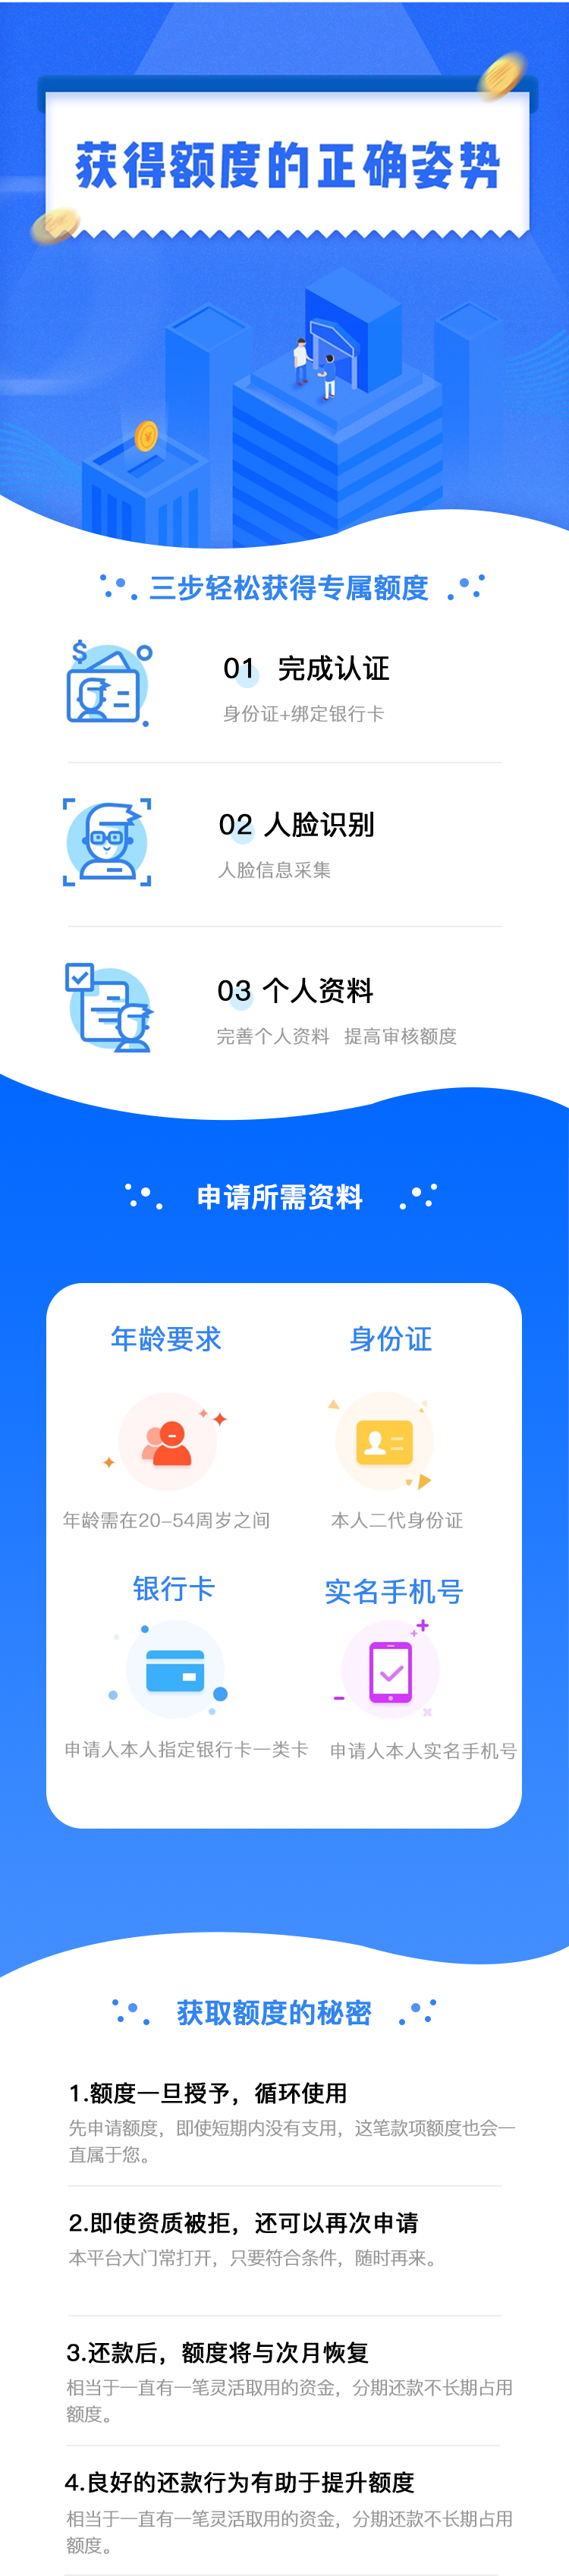 获得额度的正确姿势
三步轻松获得专属额度
$
01 完成认证
身份证+绑定银行卡
02 人脸识别
人脸信息采集
03 个人资料
完善个人资料 提高审核额度
申请所需资料
年龄要求 身份证
年龄需在20-54周岁之间 本人二代身份证
银行卡 实名手机号
申请人本人指定银行卡一类卡 申请人本人实名手机号
获取额度的秘密
1.额度一旦授予，循环使用
先申请额度，即使短期内没有支用，这笔款项额度也会一
直属于您。
2.即使资质被拒，还可以再次申请
本平台大门常打开，只要符合条件，随时再来。
3.还款后，额度将与次月恢复
相当于一直有一笔灵活取用的资金，分期还款不长期占用
额度。
4.良好的还款行为有助于提升额度
相当于一直有一笔灵活取用的资金，分期还款不长期占用
额度。